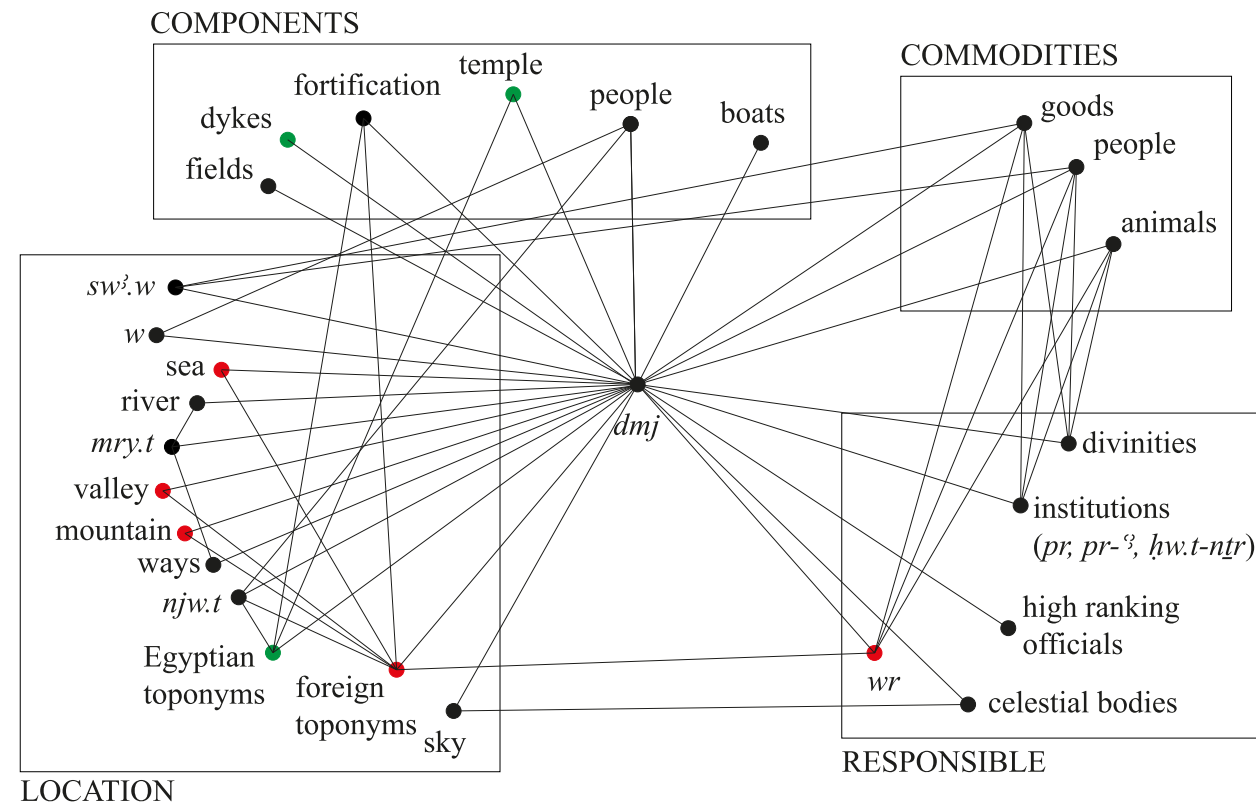 COMPONENTS
temple
fortification
people
boats
dykes
fields
COMMODITIES
goods
people
animals
swꜣ.w
w
sea
river
mry.t
valley
mountain
ways
njw.t
Egyptian
toponyms
foreign
toponyms
sky
LOCATION
dmj
divinities
institutions
(pr, pr-ꜥꜣ, ḥw.t-nṯr)
high ranking
officials
wr
celestial bodies
RESPONSIBLE